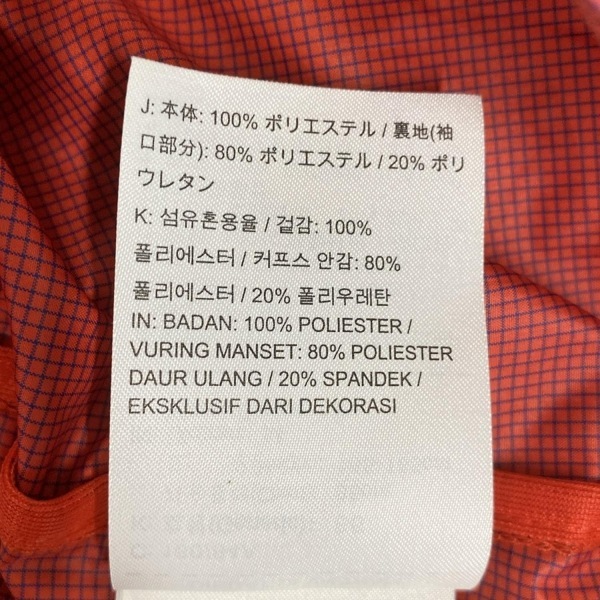 J: 本体: 100% ポリエステル / 裏地(袖
口部分): 80% ポリエステル / 20% ポリ
ウレタン
K: 섬유혼용율 / 겉감: 100%
폴리에스터 / 커프스 안감: 80%
폴리에스터 / 20% 폴리우레탄
IN: BADAN: 100% POLIESTER /
VURING MANSET: 80% POLIESTER
DAUR ULANG / 20% SPANDEK /
EKSKLUSIF DARI DEKORASI